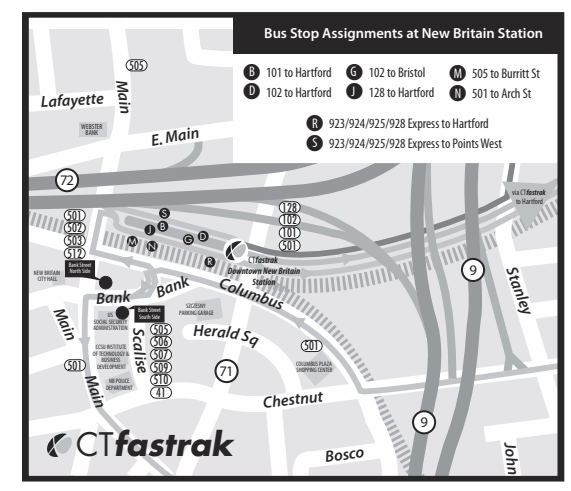 Bus Stop Assignments at New Britain Station
B 101 to Hartford
G 102 to Bristol
M 505 to Burritt St
D 102 to Hartford
J 128 to Hartford
N 501 to Arch St
R 923/924/925/928 Express to Hartford
S 923/924/925/928 Express to Points West
505
Main
Lafayette
WEBSTER
BANK
E. Main
72
via CTfastrak
to Hartford
501
502
503
512
S
J
B
M
N
G
D
R
128
102
101
501
CTfastrak
Downtown New Britain
Station
Bank Street
North Side
NEW BRITAIN
CITY HALL
9
Stanley
Bank
Bank
Columbus
Bank Street
South Side
US
SOCIAL SECURITY
ADMINISTRATION
SZCZESNY
PARKING GARAGE
Main
Scalise
505
506
507
509
510
41
Herald Sq
501
COLUMBUS PLAZA
SHOPPING CENTER
CCSU INSTITUTE
OF TECHNOLOGY &
BUSINESS
DEVELOPMENT
501
Main
NB POLICE
DEPARTMENT
71
Chestnut
9
CTfastrak
Bosco
John